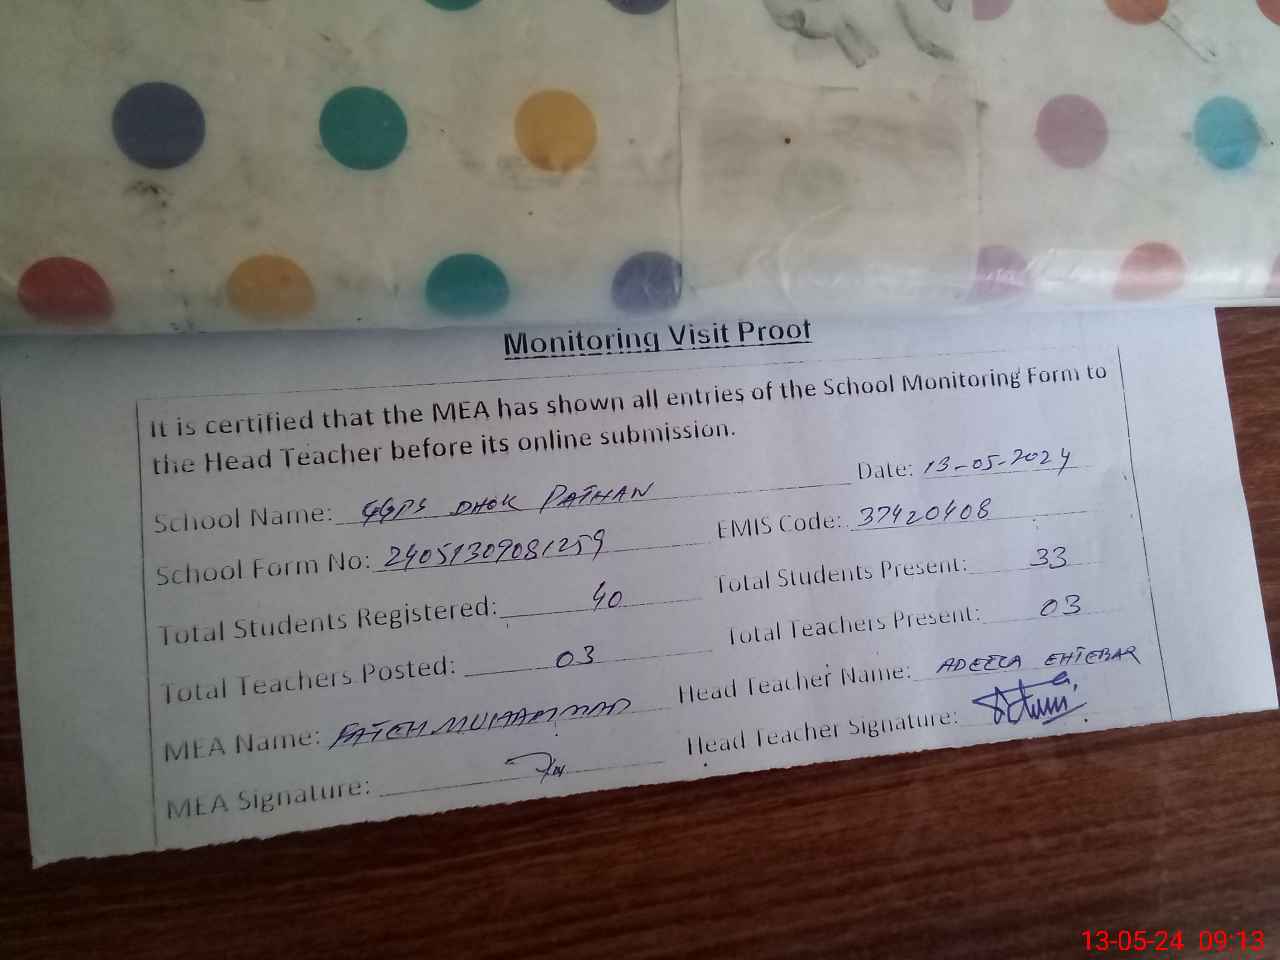 Monitoring Visit Proof
It is certified that the MEA has shown all entries of the School Monitoring Form to
the Head Teacher before its online submission.
School Name: GGPS DHOK PATHAN Date: 13-05-2024
School Form No: 24051309081259 EMIS Code: 37420408
Total Students Registered: 40 Total Students Present: 33
Total Teachers Posted: 03 Total Teachers Present: 03
MEA Name: FATEH MUHAMMAD Head Teacher Name: ADEELA EHTEBAR
MEA Signature: Head Teacher Signature:
13-05-24 09:13